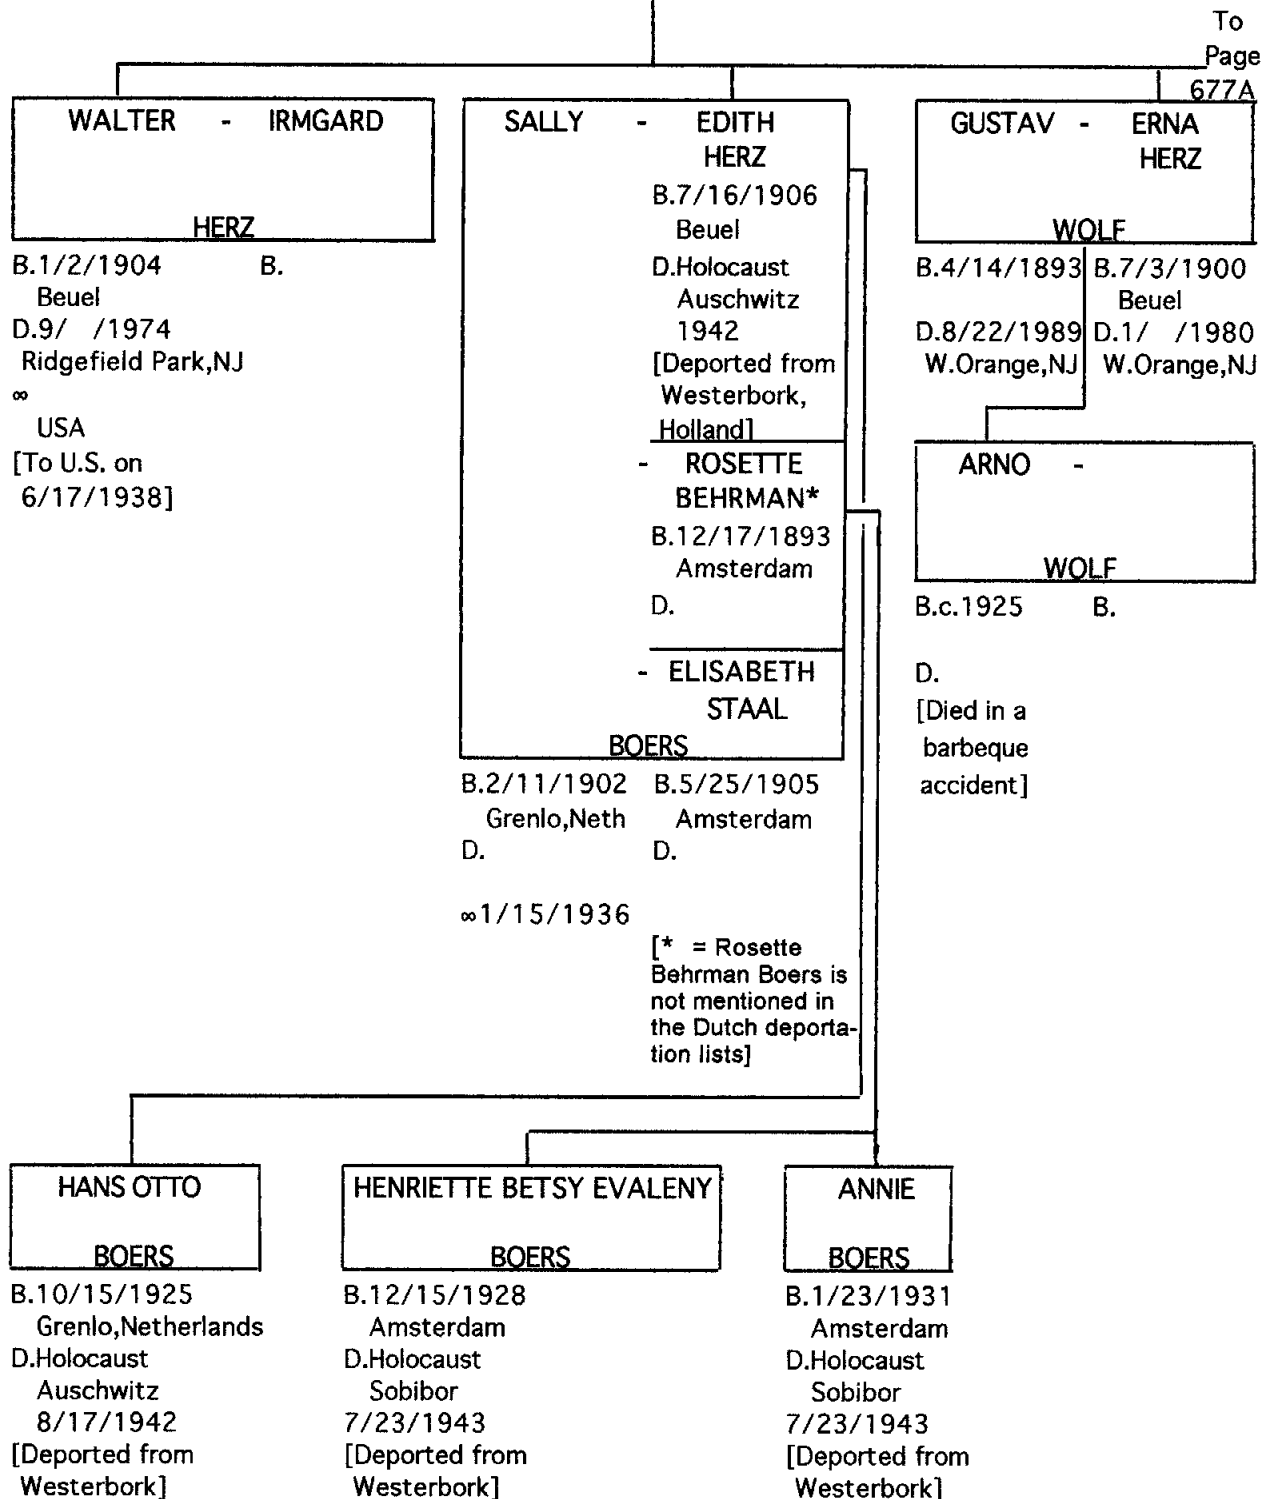 To
Page
677A
WALTER - IRMGARD
HERZ
B.1/2/1904 B.
Beuel
D.9/ /1974
Ridgefield Park,NJ
∞
USA
[To U.S. on
6/17/1938]
SALLY - EDITH
HERZ
B.7/16/1906
Beuel
D.Holocaust
Auschwitz
1942
[Deported from
Westerbork,
Holland]
- ROSETTE
BEHRMAN*
B.12/17/1893
Amsterdam
D.
- ELISABETH
STAAL
BOERS
B.2/11/1902 B.5/25/1905
Grenlo,Neth Amsterdam
D. D.
∞1/15/1936
[* = Rosette
Behrman Boers is
not mentioned in
the Dutch deporta-
tion lists]
GUSTAV - ERNA
HERZ
WOLF
B.4/14/1893 B.7/3/1900
Beuel
D.8/22/1989 D.1/ /1980
W.Orange,NJ W.Orange,NJ
ARNO -
WOLF
B.c.1925 B.
D.
[Died in a
barbeque
accident]
HANS OTTO
BOERS
B.10/15/1925
Grenlo,Netherlands
D.Holocaust
Auschwitz
8/17/1942
[Deported from
Westerbork]
HENRIETTE BETSY EVALENY
BOERS
B.12/15/1928
Amsterdam
D.Holocaust
Sobibor
7/23/1943
[Deported from
Westerbork]
ANNIE
BOERS
B.1/23/1931
Amsterdam
D.Holocaust
Sobibor
7/23/1943
[Deported from
Westerbork]